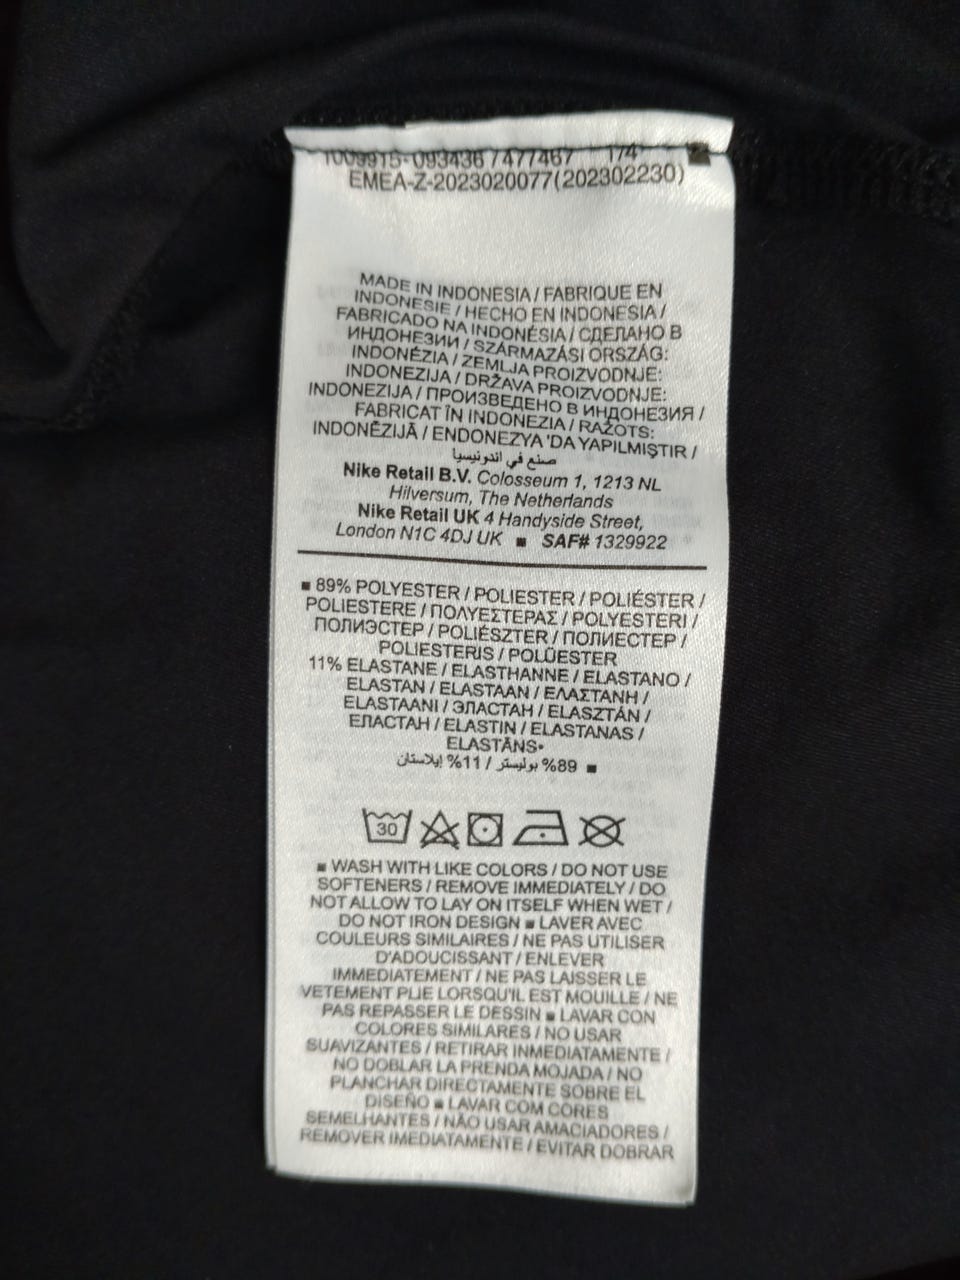 1009915-093436 / 477467 1/4
EMEA-Z-2023020077(202302230)
MADE IN INDONESIA / FABRIQUE EN
INDONESIE / HECHO EN INDONESIA /
FABRICADO NA INDONÉSIA / СДЕЛАНО В
ИНДОНЕЗИИ / SZÁRMAZÁSI ORSZÁG:
INDONÉZIA / ZEMLJA PROIZVODNJE:
INDONEZIJA / DRŽAVA PROIZVODNJE:
INDONEZIJA / ПРОИЗВЕДЕНО В ИНДОНЕЗИЯ /
FABRICAT ÎN INDONEZIA / RAŽOTS:
INDONĒZIJĀ / ENDONEZYA 'DA YAPILMIŞTIR /
صنع في اندونيسيا
Nike Retail B.V. Colosseum 1, 1213 NL
Hilversum, The Netherlands
Nike Retail UK 4 Handyside Street,
London N1C 4DJ UK ■ SAF# 1329922
■ 89% POLYESTER / POLIESTER / POLIÉSTER /
POLIESTERE / ΠΟΛΥΕΣΤΕΡΑΣ / POLYESTERI /
ПОЛИЭСТЕР / POLIÉSZTER / ПОЛИЕСТЕР /
POLIESTERIS / POLÜESTER
11% ELASTANE / ELASTHANNE / ELASTANO /
ELASTAN / ELASTAAN / ΕΛΑΣΤΑΝΗ /
ELASTAANI / ЭЛАСТАН / ELASZTÁN /
ЕЛАСТАН / ELASTIN / ELASTANAS /
ELASTĀNS•
■ 89% بوليستر / 11% إيلاستان
30
■ WASH WITH LIKE COLORS / DO NOT USE
SOFTENERS / REMOVE IMMEDIATELY / DO
NOT ALLOW TO LAY ON ITSELF WHEN WET /
DO NOT IRON DESIGN ■ LAVER AVEC
COULEURS SIMILAIRES / NE PAS UTILISER
D'ADOUCISSANT / ENLEVER
IMMEDIATEMENT / NE PAS LAISSER LE
VETEMENT PLIE LORSQU'IL EST MOUILLE / NE
PAS REPASSER LE DESSIN ■ LAVAR CON
COLORES SIMILARES / NO USAR
SUAVIZANTES / RETIRAR INMEDIATAMENTE /
NO DOBLAR LA PRENDA MOJADA / NO
PLANCHAR DIRECTAMENTE SOBRE EL
DISEÑO ■ LAVAR COM CORES
SEMELHANTES / NÃO USAR AMACIADORES /
REMOVER IMEDIATAMENTE / EVITAR DOBRAR